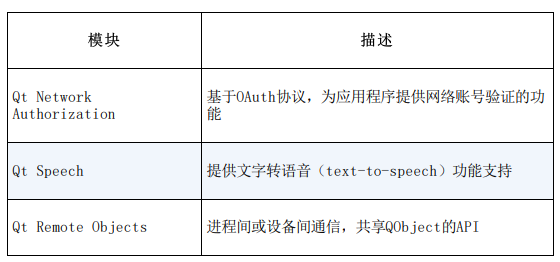 模块
描述
Qt Network
Authorization
基于OAuth协议，为应用程序提供网络账号验证的功
能
Qt Speech
提供文字转语音（text-to-speech）功能支持
Qt Remote Objects
进程间或设备间通信，共享QObject的API